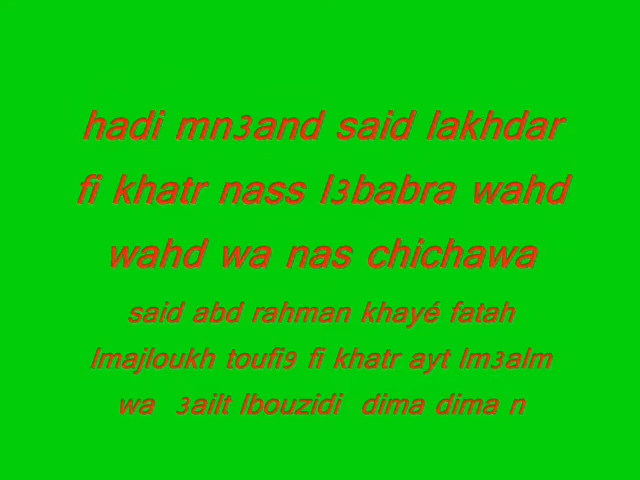 hadi mn3and said lakhdar
fi khatr nass l3babra wahd
wahd wa nas chichawa
said abd rahman khayé fatah
lmajloukh toufi9 fi khatr ayt lm3alm
wa 3ailt lbouzidi dima dima n